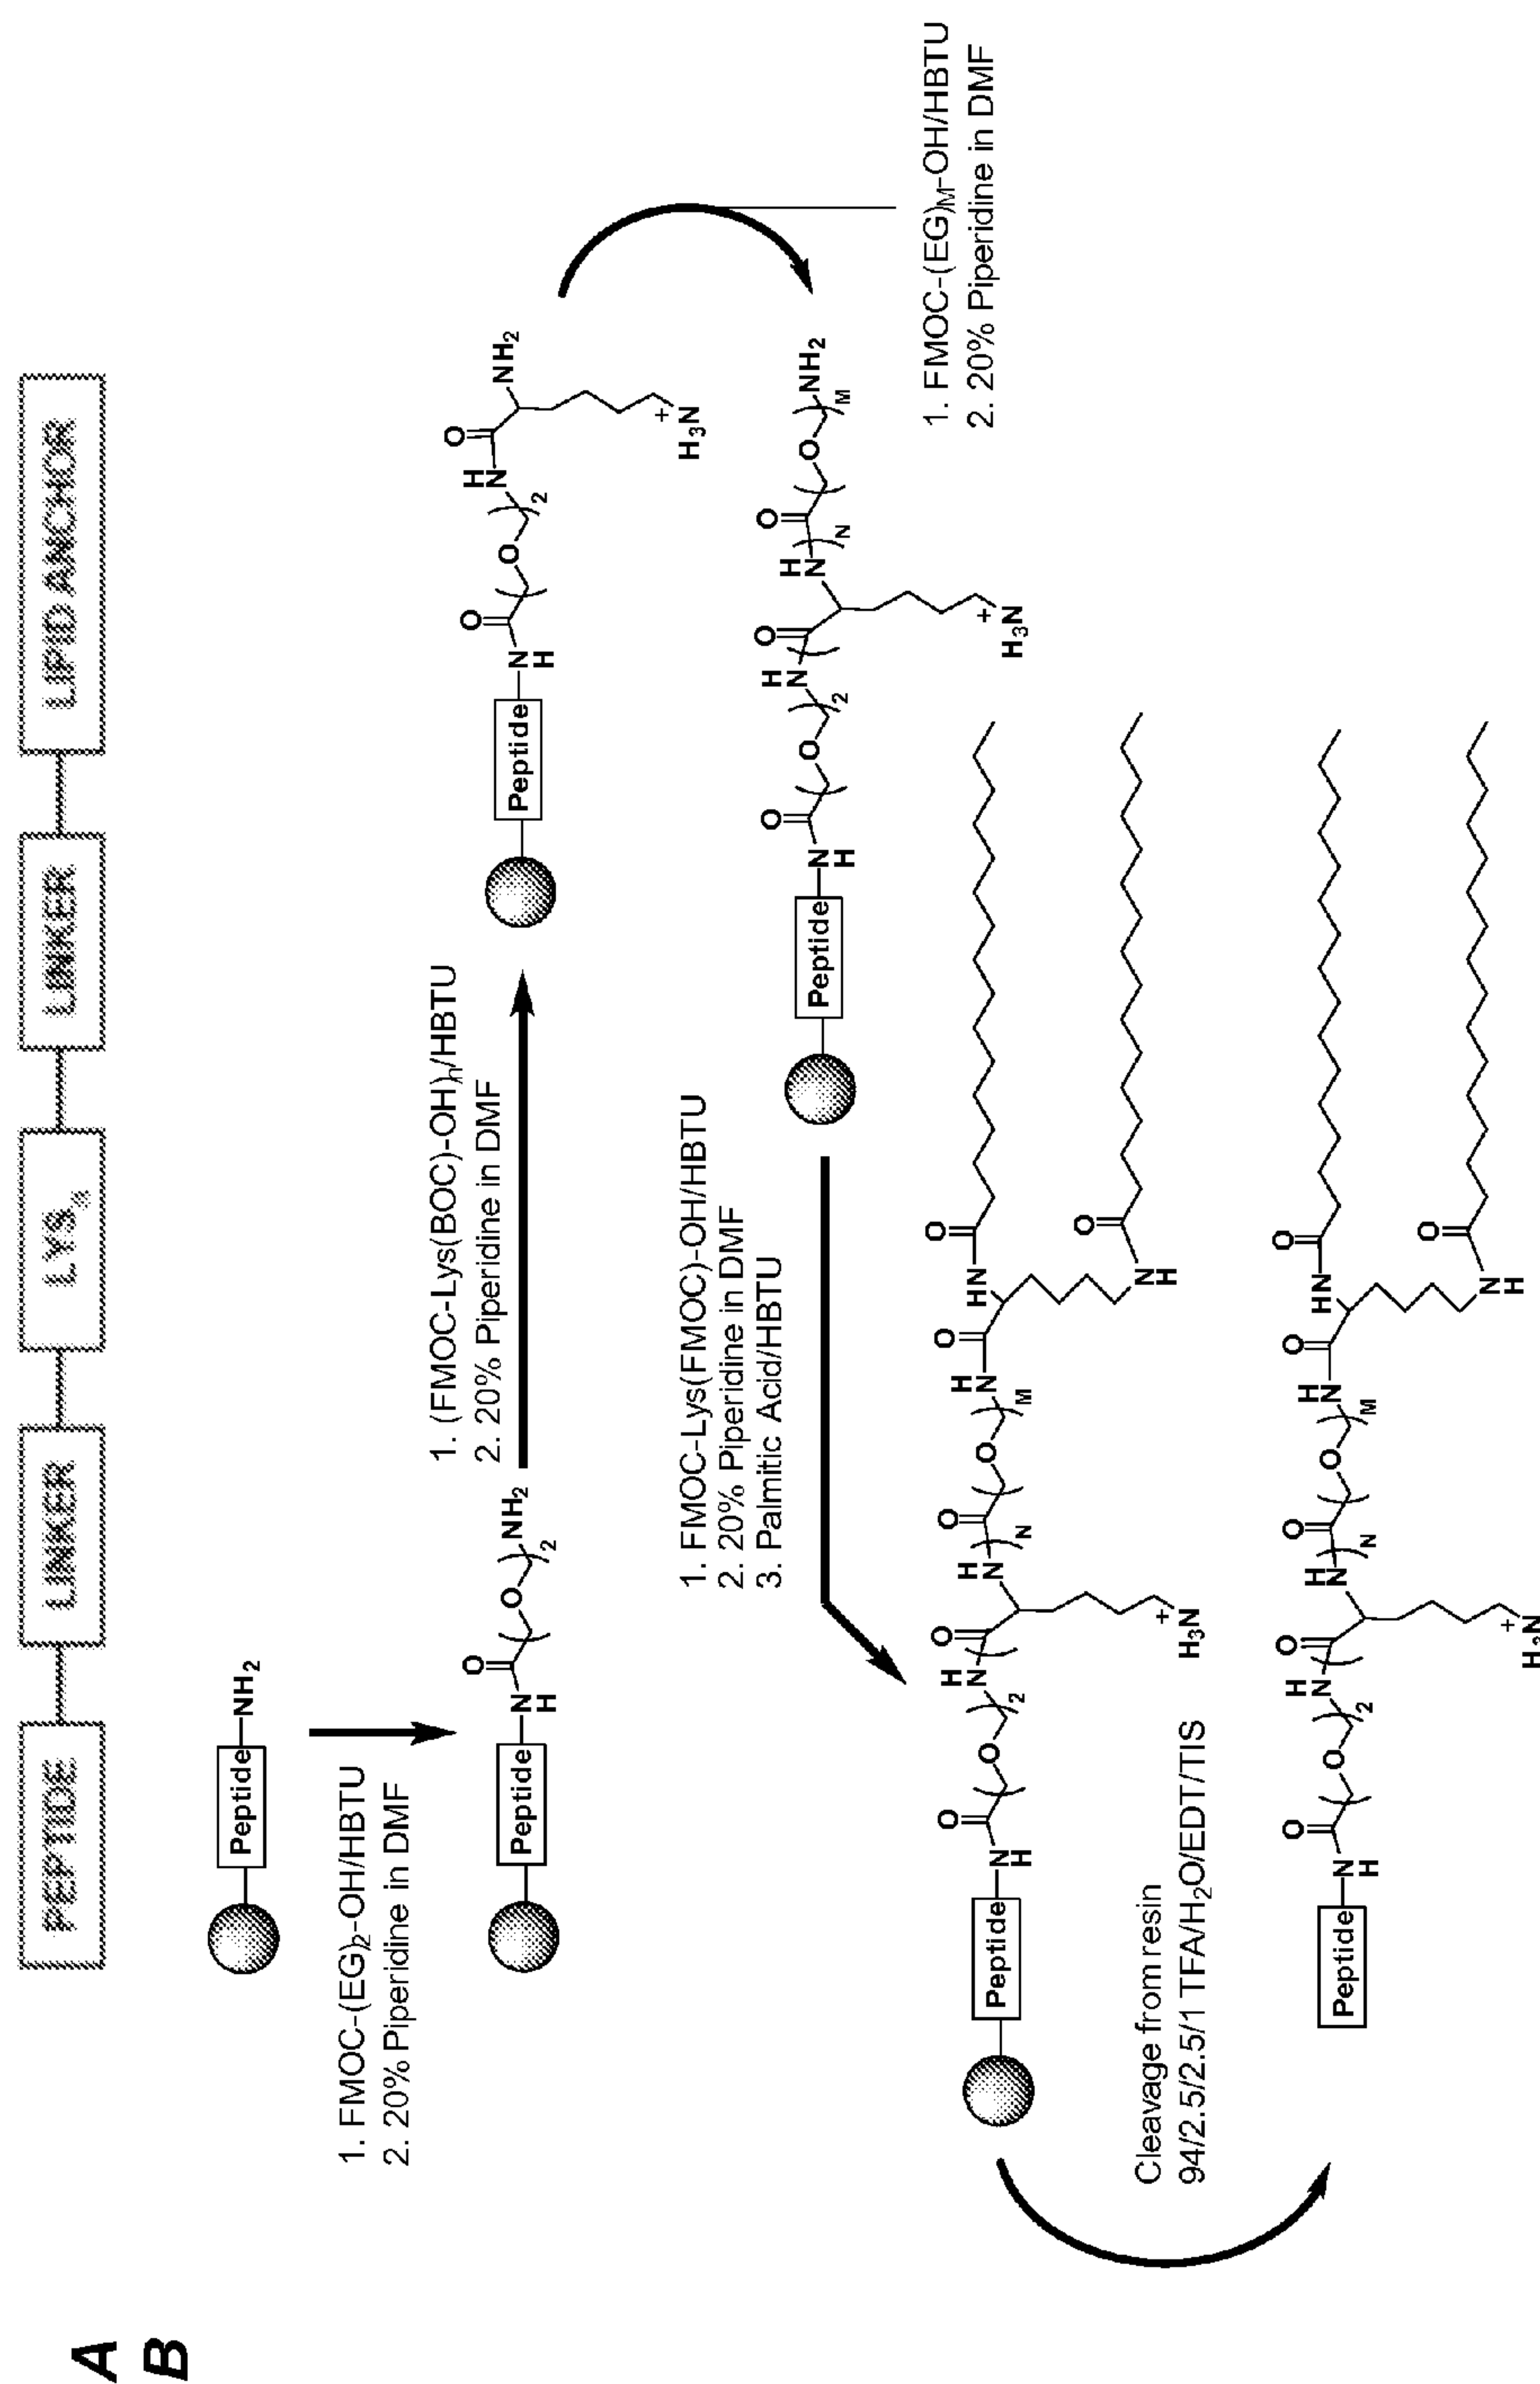 A
PEPTIDE
LINKER
LYSₙ
LINKER
LIPID ANCHOR
B
Peptide
NH₂
1. FMOC-(EG)₂-OH/HBTU
2. 20% Piperidine in DMF
Peptide
N
H
O
O
2
NH₂
1. (FMOC-Lys(BOC)-OH)ₙ/HBTU
2. 20% Piperidine in DMF
Peptide
N
H
O
O
2
H
N
O
NH₂
+
H₃N
1. FMOC-(EG)M-OH/HBTU
2. 20% Piperidine in DMF
Peptide
N
H
O
O
2
H
N
O
H
N
N
O
O
M
NH₂
+
H₃N
1. FMOC-Lys(FMOC)-OH/HBTU
2. 20% Piperidine in DMF
3. Palmitic Acid/HBTU
Peptide
N
H
O
O
2
H
N
O
H
N
N
O
O
M
H
N
O
HN
O
O
N
H
+
H₃N
Cleavage from resin
94/2.5/2.5/1 TFA/H₂O/EDT/TIS
Peptide
N
H
O
O
2
H
N
O
H
N
N
O
O
M
H
N
O
HN
O
O
N
H
+
H₃N